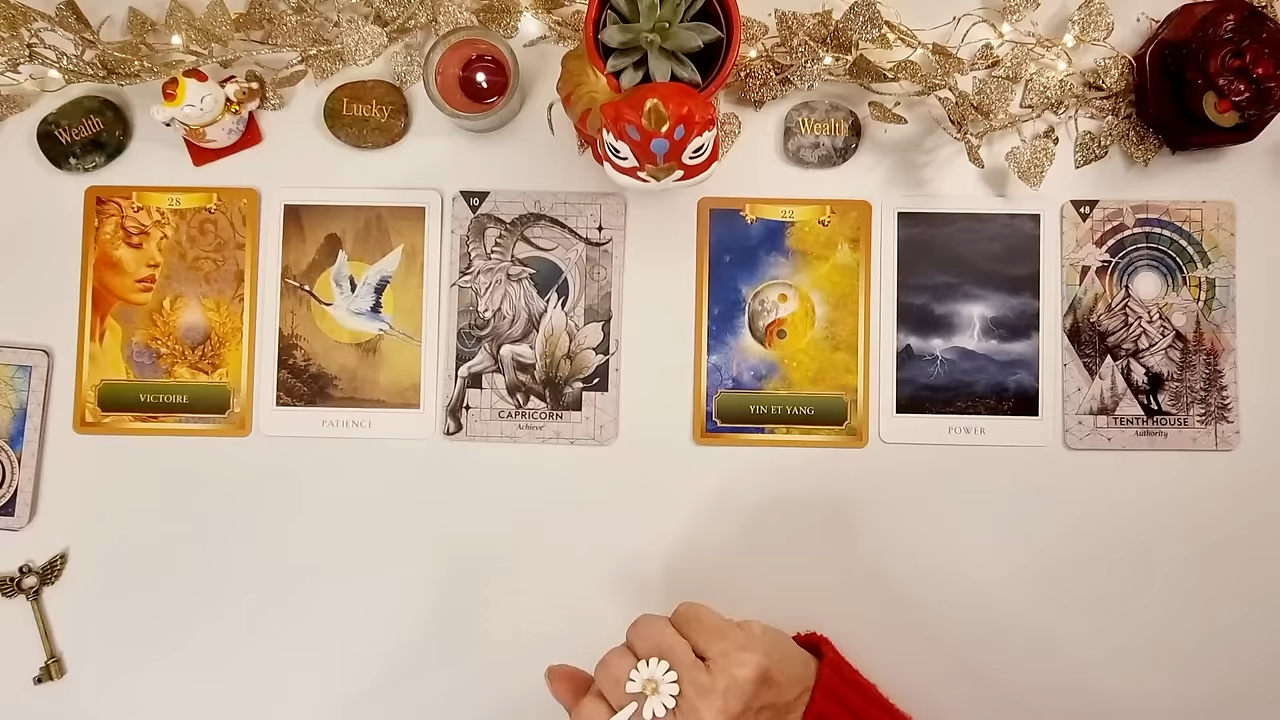 Wealth
Lucky
Wealth
28
VICTOIRE
PATIENCE
10
CAPRICORN
Achieve
22
YIN ET YANG
POWER
48
TENTH HOUSE
Authority